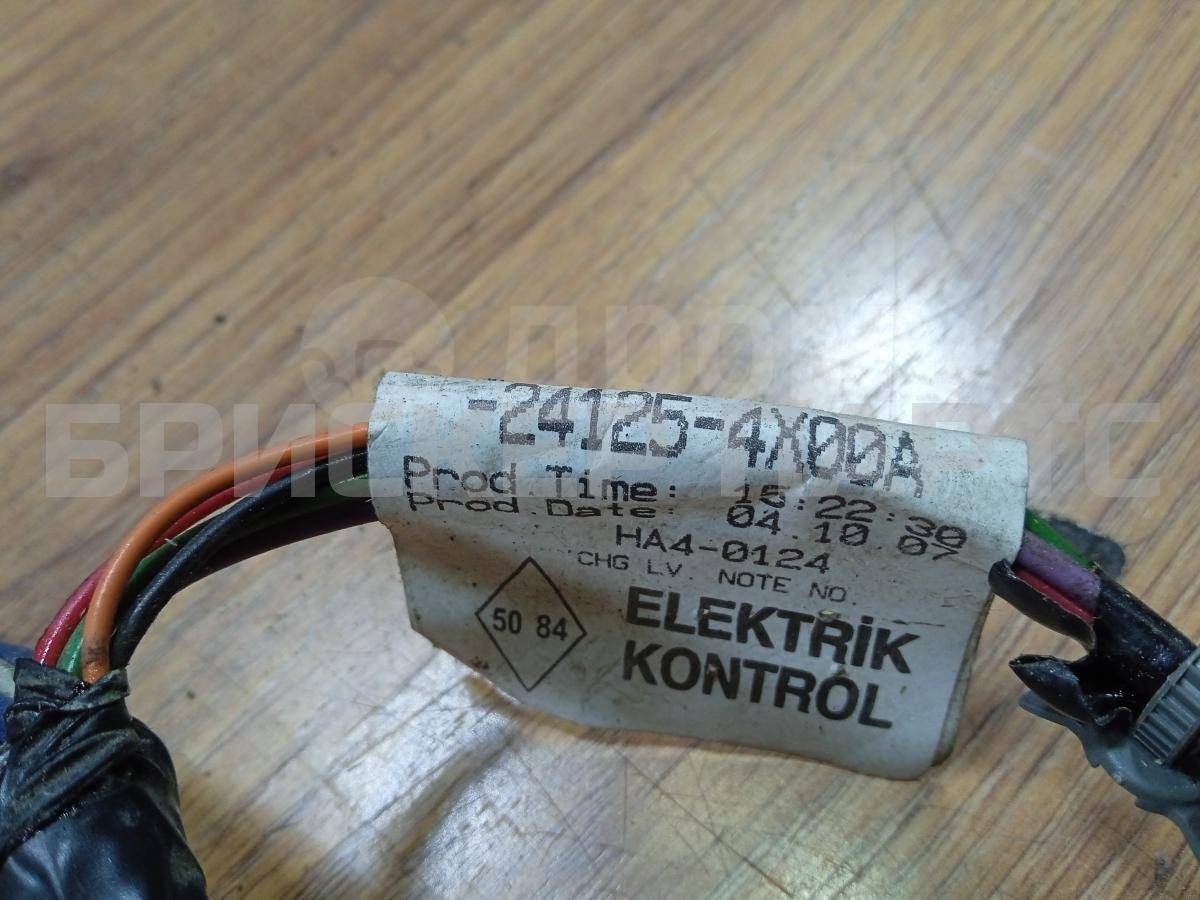 -24125-4X00A
Prod.Time: 15:22:30
Prod.Date: 04.10.07
HA4-0124
CHG LV. NOTE NO.
50 84
ELEKTRİK
KONTROL